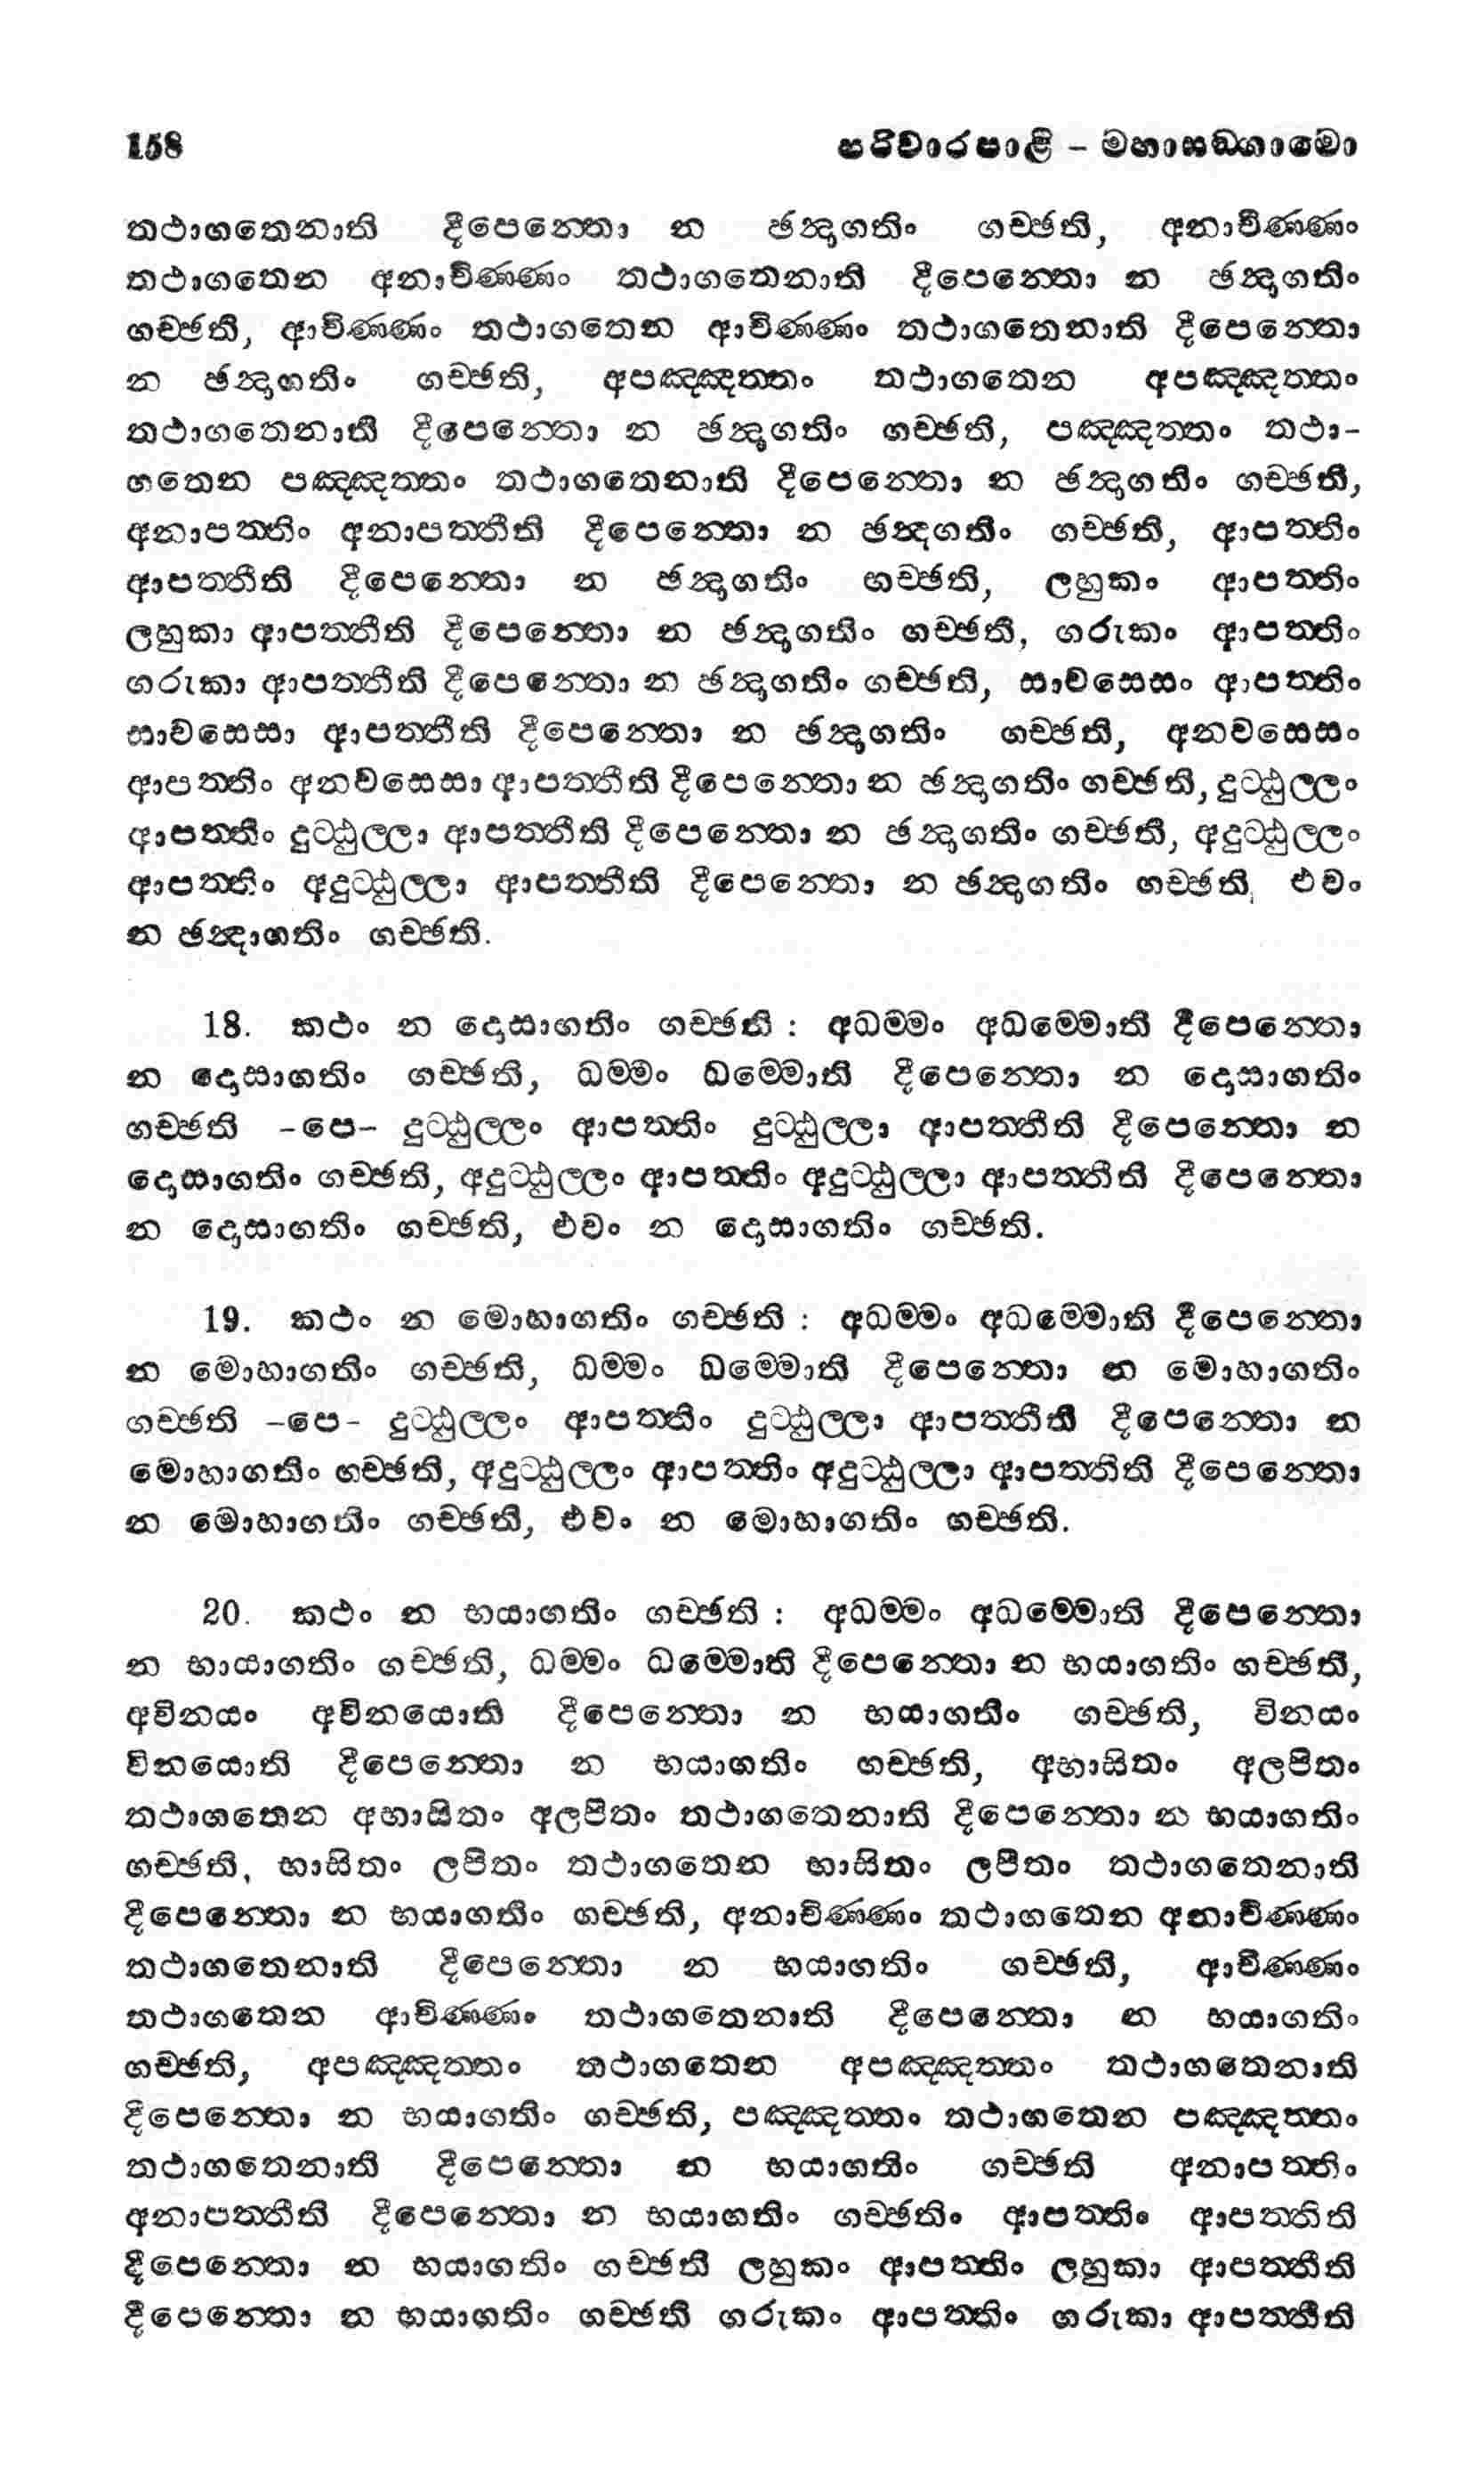 158 පරිවාරපාළි – මහාසඞගාමො
තථාගතෙනාති දීපෙනෙතා න ඡන්‍දාගතිං ගච්ඡති, අනාචිණණං
තථාගතෙන අනාචිණණං තථාගතෙනාති දීපෙනෙතා න ඡන්‍දාගතිං
ගච්ඡති, ආචිණණං තථාගතෙන ආචිණණං තථාගතෙනාති දීපෙනෙතා
න ඡන්‍දාගතිං ගච්ඡති, අපඤ්ඤත්තං තථාගතෙන අපඤ්ඤත්තං
තථාගතෙනාති දීපෙනෙතා න ඡන්‍දාගතිං ගච්ඡති, පඤ්ඤත්තං තථා-
ගතෙන පඤ්ඤත්තං තථාගතෙනාති දීපෙනෙතා න ඡන්‍දාගතිං ගච්ඡති,
අනාපත්තිං අනාපත්තීති දීපෙනෙතා න ඡන්‍දගතිං ගච්ඡති, ආපත්තිං
ආපත්තීති දීපෙනෙතා න ඡන්‍දාගතිං ගච්ඡති, ලහුකං ආපත්තිං
ලහුකා ආපත්තීති දීපෙනෙතා න ඡන්‍දාගතිං ගච්ඡති, ගරුකං ආපත්තිං
ගරුකා ආපත්තීති දීපෙනෙතා න ඡන්‍දාගතිං ගච්ඡති, සාවසෙසං ආපත්තිං
සාවසෙසා ආපත්තීති දීපෙනෙතා න ඡන්‍දාගතිං ගච්ඡති, අනවසෙසං
ආපත්තිං අනවසෙසා ආපත්තීති දීපෙනෙතා න ඡන්‍දාගතිං ගච්ඡති, දුට්ඨුල්ලං
ආපත්තිං දුට්ඨුල්ලා ආපත්තීති දීපෙනෙතා න ඡන්‍දාගතිං ගච්ඡති, අදුට්ඨුල්ලං
ආපත්තිං අදුට්ඨුල්ලා ආපත්තීති දීපෙනෙතා න ඡන්‍දාගතිං ගච්ඡති, එවං
න ඡන්‍දාගතිං ගච්ඡති.
18. කථං න දොසාගතිං ගච්ඡති : අධම්මං අධමෙමාති දීපෙනෙතා
න දොසාගතිං ගච්ඡති, ධම්මං ධමෙමාති දීපෙනෙතා න දොසාගතිං
ගච්ඡති -පෙ- දුට්ඨුල්ලං ආපත්තිං දුට්ඨුල්ලා ආපත්තීති දීපෙනෙතා න
දොසාගතිං ගච්ඡති, අදුට්ඨුල්ලං ආපත්තිං අදුට්ඨුල්ලා ආපත්තීති දීපෙනෙතා
න දොසාගතිං ගච්ඡති, එවං න දොසාගතිං ගච්ඡති.
19. කථං න මොහාගතිං ගච්ඡති : අධම්මං අධමෙමාති දීපෙනෙතා
න මොහාගතිං ගච්ඡති, ධම්මං ධමෙමාති දීපෙනෙතා න මොහාගතිං
ගච්ඡති -පෙ- දුට්ඨුල්ලං ආපත්තිං දුට්ඨුල්ලා ආපත්තීති දීපෙනෙතා න
මොහාගතිං ගච්ඡති, අදුට්ඨුල්ලං ආපත්තිං අදුට්ඨුල්ලා ආපත්තීති දීපෙනෙතා
න මොහාගතිං ගච්ඡති, එවං න මොහාගතිං ගච්ඡති.
20. කථං න භයාගතිං ගච්ඡති : අධම්මං අධමෙමාති දීපෙනෙතා
න භායාගතිං ගච්ඡති, ධම්මං ධමෙමාති දීපෙනෙතා න භයාගතිං ගච්ඡති,
අවිනයං අවිනයොති දීපෙනෙතා න භයාගතිං ගච්ඡති, විනයං
විනයොති දීපෙනෙතා න භයාගතිං ගච්ඡති, අභාසිතං අලපිතං
තථාගතෙන අභාසිතං අලපිතං තථාගතෙනාති දීපෙනෙතා න භයාගතිං
ගච්ඡති, භාසිතං ලපිතං තථාගතෙන භාසිතං ලපිතං තථාගතෙනාති
දීපෙනෙතා න භයාගතිං ගච්ඡති, අනාචිණණං තථාගතෙන අනාචිණණං
තථාගතෙනාති දීපෙනෙතා න භයාගතිං ගච්ඡති, ආචිණණං
තථාගතෙන ආචිණණං තථාගතෙනාති දීපෙනෙතා න භයාගතිං
ගච්ඡති, අපඤ්ඤත්තං තථාගතෙන අපඤ්ඤත්තං තථාගතෙනාති
දීපෙනෙතා න භයාගතිං ගච්ඡති, පඤ්ඤත්තං තථාගතෙන පඤ්ඤත්තං
තථාගතෙනාති දීපෙනෙතා න භයාගතිං ගච්ඡති අනාපත්තිං
අනාපත්තීති දීපෙනෙතා න භයාගතිං ගච්ඡතිං ආපත්තිං ආපත්තිති
දීපෙනෙතා න භයාගතිං ගච්ඡති ලහුකං ආපත්තිං ලහුකා ආපත්තීති
දීපෙනෙතා න භයාගතිං ගච්ඡති ගරුකං ආපත්තිං ගරුකා ආපත්තීති